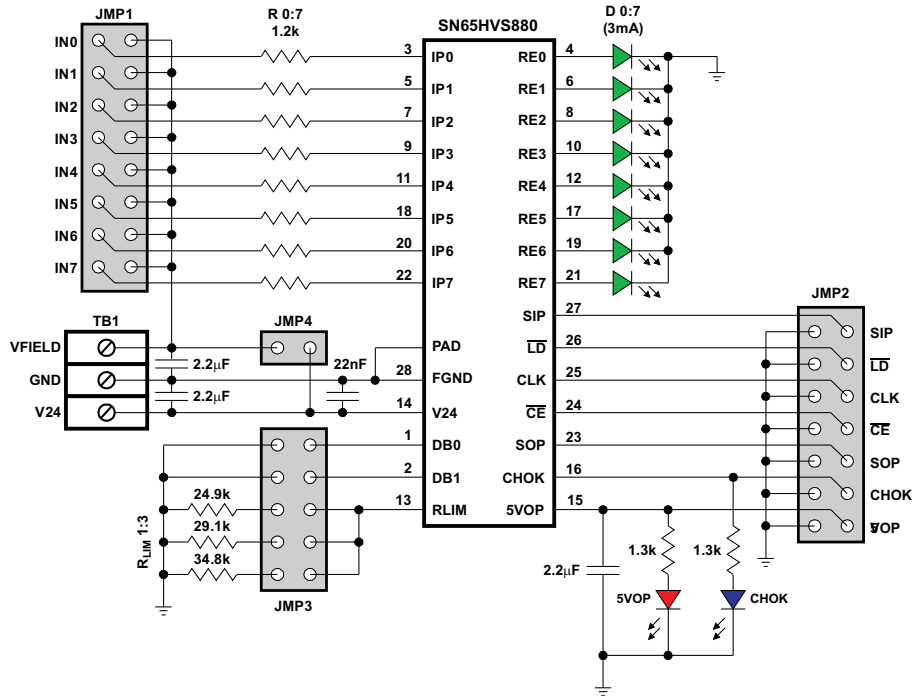 JMP1
R 0:7
1.2k
SN65HVS880
D 0:7
(3mA)
IN0
IN1
IN2
IN3
IN4
IN5
IN6
IN7
3
5
7
9
11
18
20
22
IP0
IP1
IP2
IP3
IP4
IP5
IP6
IP7
RE0
RE1
RE2
RE3
RE4
RE5
RE6
RE7
4
6
8
10
12
17
19
21
TB1
VFIELD
GND
V24
2.2μF
2.2μF
JMP4
22nF
28
14
1
2
13
PAD
FGND
V24
DB0
DB1
RLIM
SIP
LD
CLK
CE
SOP
CHOK
5VOP
27
26
25
24
23
16
15
JMP2
SIP
LD
CLK
CE
SOP
CHOK
24.9k
29.1k
34.8k
RLIM 1:3
JMP3
2.2μF
1.3k
1.3k
5VOP
CHOK